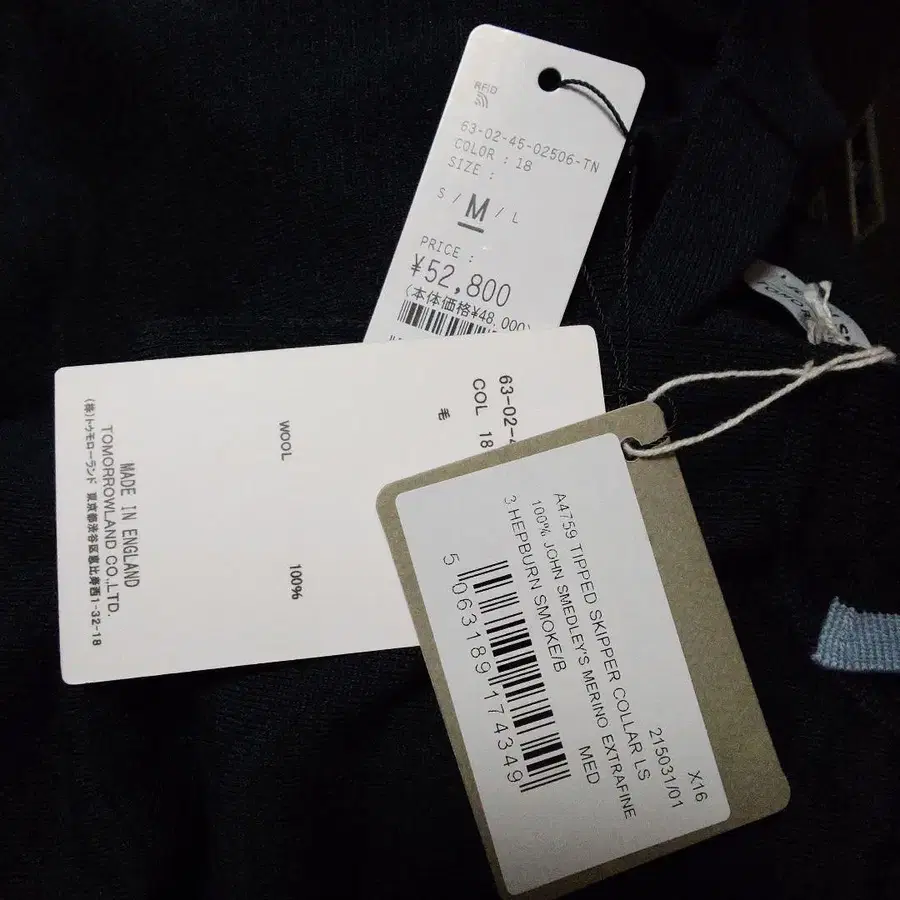 RFID
63-02-45-02506-TN
COLOR : 18
SIZE :
S / M / L
PRICE :
¥52,800
(本体価格¥48,000)
63-02-4
COL 18
毛
WOOL
100%
MADE IN ENGLAND
TOMORROWLAND CO.,LTD.
(株)トゥモローランド 東京都渋谷区恵比寿西1-32-18
X16
215031/01
A4759 TIPPED SKIPPER COLLAR LS
100% JOHN SMEDLEY'S MERINO EXTRAFINE
3.HEPBURN SMOKE/B
MED
5 063189 174349